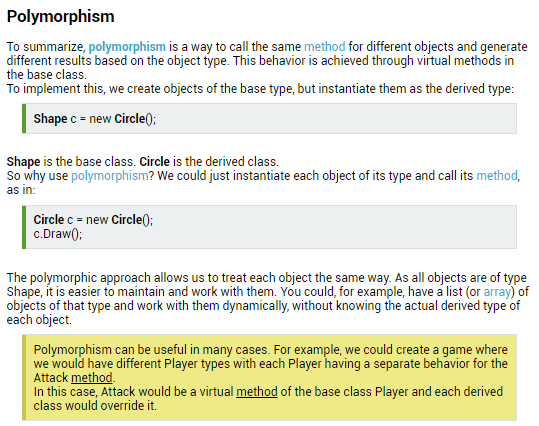 Polymorphism
To summarize, polymorphism is a way to call the same method for different objects and generate
different results based on the object type. This behavior is achieved through virtual methods in
the base class.
To implement this, we create objects of the base type, but instantiate them as the derived type:
Shape c = new Circle();
Shape is the base class. Circle is the derived class.
So why use polymorphism? We could just instantiate each object of its type and call its method,
as in:
Circle c = new Circle();
c.Draw();
The polymorphic approach allows us to treat each object the same way. As all objects are of type
Shape, it is easier to maintain and work with them. You could, for example, have a list (or array) of
objects of that type and work with them dynamically, without knowing the actual derived type of
each object.
Polymorphism can be useful in many cases. For example, we could create a game where
we would have different Player types with each Player having a separate behavior for the
Attack method.
In this case, Attack would be a virtual method of the base class Player and each derived
class would override it.